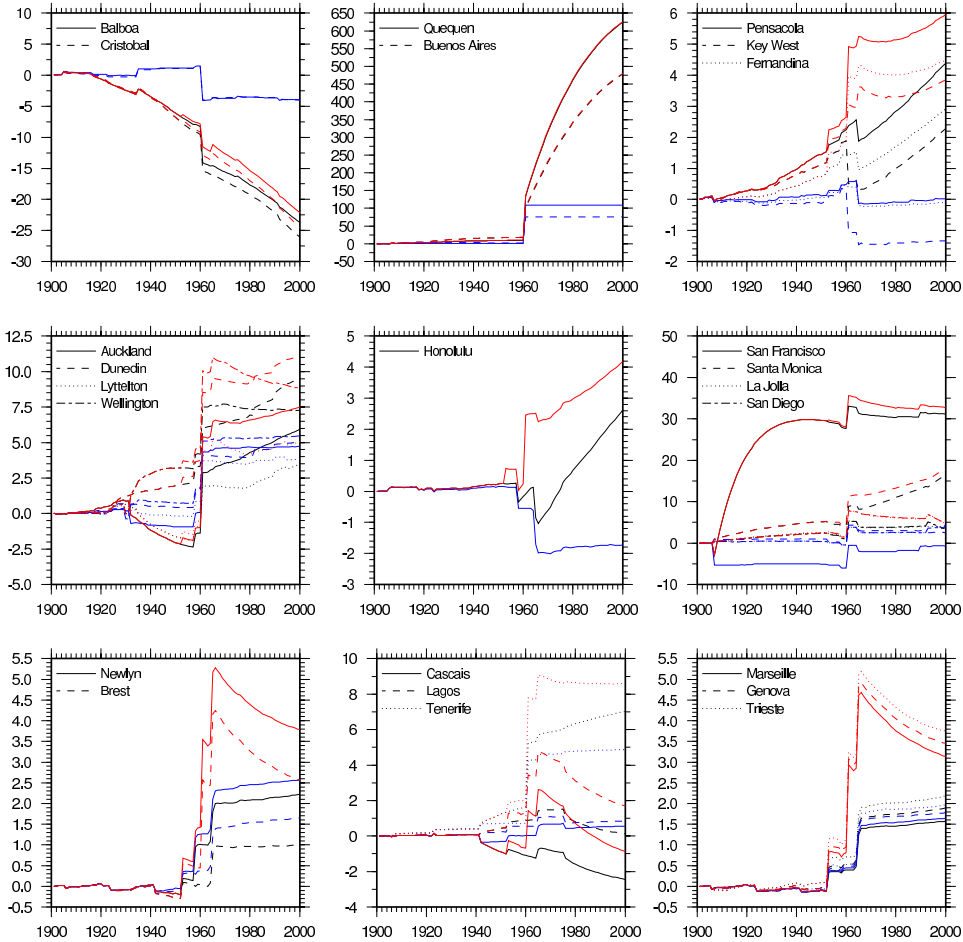 10
5
0
-5
-10
-15
-20
-25
-30
1900 1920 1940 1960 1980 2000
Balboa
Cristobal
650
600
550
500
450
400
350
300
250
200
150
100
50
0
-50
1900 1920 1940 1960 1980 2000
Quequen
Buenos Aires
6
5
4
3
2
1
0
-1
-2
1900 1920 1940 1960 1980 2000
Pensacola
Key West
Fernandina
12.5
10.0
7.5
5.0
2.5
0.0
-2.5
-5.0
1900 1920 1940 1960 1980 2000
Auckland
Dunedin
Lyttelton
Wellington
5
4
3
2
1
0
-1
-2
-3
1900 1920 1940 1960 1980 2000
Honolulu
50
40
30
20
10
0
-10
1900 1920 1940 1960 1980 2000
San Francisco
Santa Monica
La Jolla
San Diego
5.5
5.0
4.5
4.0
3.5
3.0
2.5
2.0
1.5
1.0
0.5
0.0
-0.5
1900 1920 1940 1960 1980 2000
Newlyn
Brest
10
8
6
4
2
0
-2
-4
1900 1920 1940 1960 1980 2000
Cascais
Lagos
Tenerife
5.5
5.0
4.5
4.0
3.5
3.0
2.5
2.0
1.5
1.0
0.5
0.0
-0.5
1900 1920 1940 1960 1980 2000
Marseille
Genova
Trieste